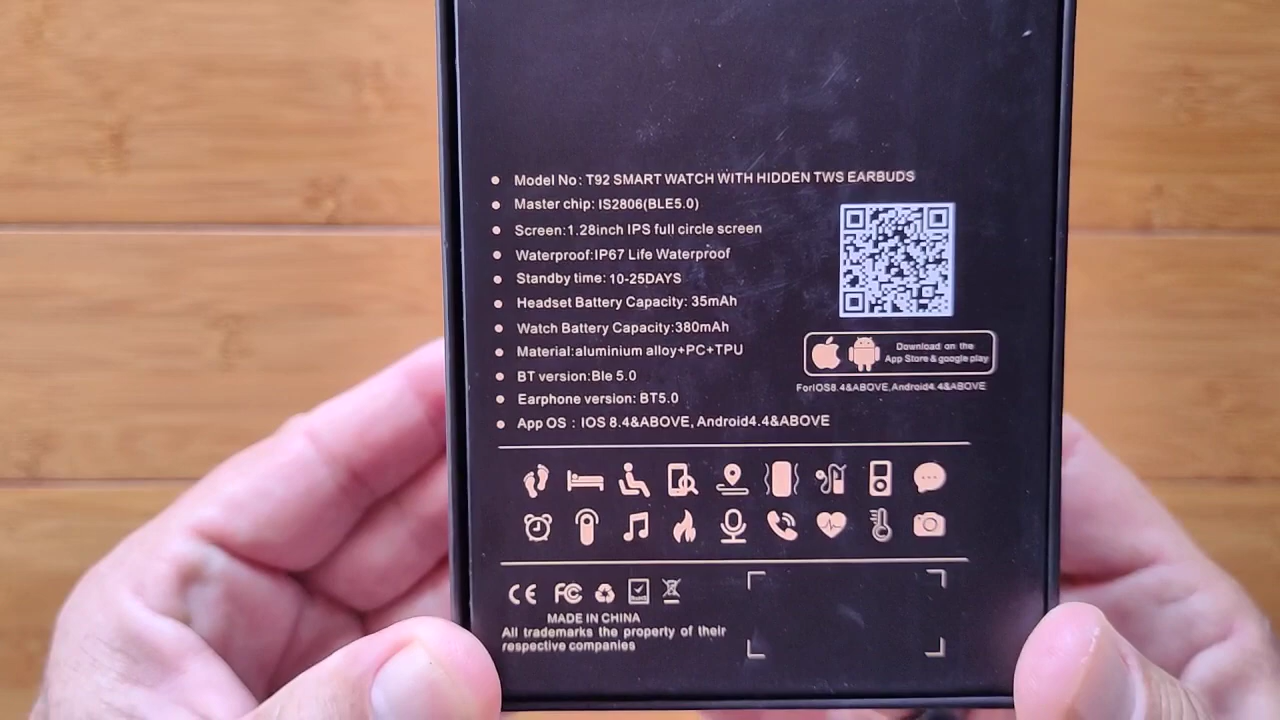 Model No: T92 SMART WATCH WITH HIDDEN TWS EARBUDS
Master chip: IS2806(BLE5.0)
Screen:1.28inch IPS full circle screen
Waterproof:IP67 Life Waterproof
Standby time: 10-25DAYS
Headset Battery Capacity: 35mAh
Watch Battery Capacity:380mAh
Material:aluminium alloy+PC+TPU
BT version:Ble 5.0
Earphone version: BT5.0
App OS : IOS 8.4&ABOVE, Android4.4&ABOVE
Download on the
App Store & google play
ForIOS8.4&ABOVE,Android4.4&ABOVE
CE FC
MADE IN CHINA
All trademarks the property of their
respective companies